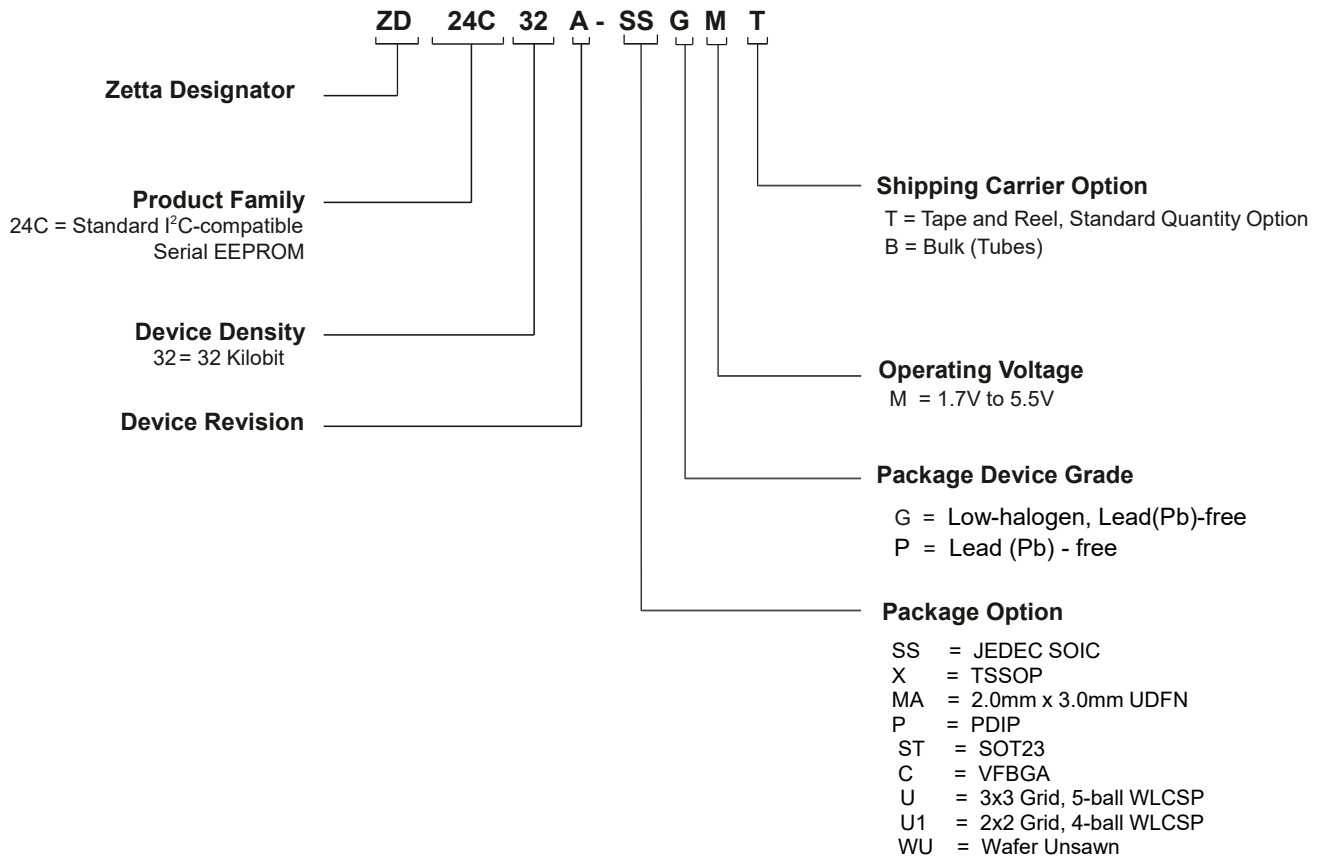 ZD 24C 32 A - SS G M T
Zetta Designator
Product Family
24C = Standard I²C-compatible
Serial EEPROM
Device Density
32 = 32 Kilobit
Device Revision
Shipping Carrier Option
T = Tape and Reel, Standard Quantity Option
B = Bulk (Tubes)
Operating Voltage
M = 1.7V to 5.5V
Package Device Grade
G = Low-halogen, Lead(Pb)-free
P = Lead (Pb) - free
Package Option
SS = JEDEC SOIC
X = TSSOP
MA = 2.0mm x 3.0mm UDFN
P = PDIP
ST = SOT23
C = VFBGA
U = 3x3 Grid, 5-ball WLCSP
U1 = 2x2 Grid, 4-ball WLCSP
WU = Wafer Unsawn